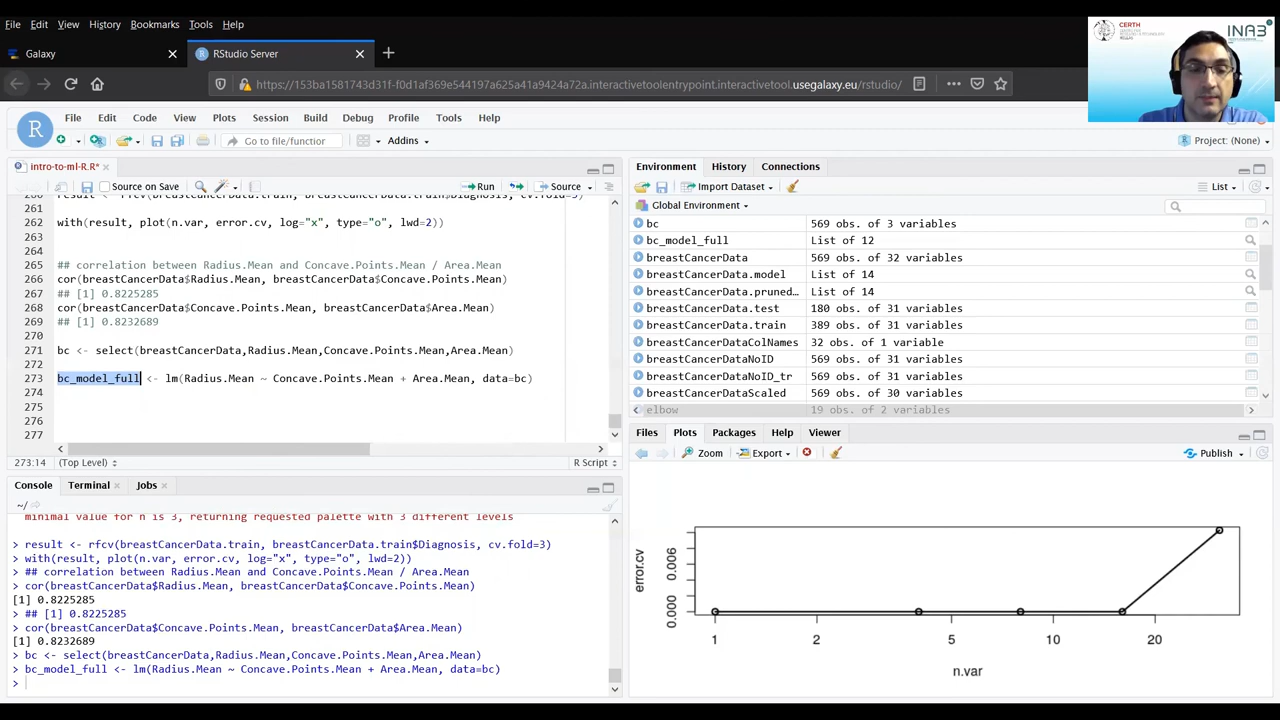 File Edit View History Bookmarks Tools Help
Galaxy
RStudio Server
https://153ba1581743d31f-f0d1af369e544197a625a41a9424a72a.interactivetoolentrypoint.interactivetool.usegalaxy.eu/rstudio/
CERTH
INAB
File Edit Code View Plots Session Build Debug Profile Tools Help
Go to file/function
Addins
Project: (None)
intro-to-ml-R.R*
Source on Save
Run
Source
260 result <- rfcv(breastCancerData.train, breastCancerData.train$Diagnosis, cv.fold=3)
261
262 with(result, plot(n.var, error.cv, log="x", type="o", lwd=2))
263
264
265 ## correlation between Radius.Mean and Concave.Points.Mean / Area.Mean
266 cor(breastCancerData$Radius.Mean, breastCancerData$Concave.Points.Mean)
267 ## [1] 0.8225285
268 cor(breastCancerData$Concave.Points.Mean, breastCancerData$Area.Mean)
269 ## [1] 0.8232689
270
271 bc <- select(breastCancerData,Radius.Mean,Concave.Points.Mean,Area.Mean)
272
273 bc_model_full <- lm(Radius.Mean ~ Concave.Points.Mean + Area.Mean, data=bc)
274
275
276
277
273:14 (Top Level) R Script
Console Terminal Jobs
~/
minimal value for n is 3, returning requested palette with 3 different levels
> result <- rfcv(breastCancerData.train, breastCancerData.train$Diagnosis, cv.fold=3)
> with(result, plot(n.var, error.cv, log="x", type="o", lwd=2))
> ## correlation between Radius.Mean and Concave.Points.Mean / Area.Mean
> cor(breastCancerData$Radius.Mean, breastCancerData$Concave.Points.Mean)
[1] 0.8225285
> ## [1] 0.8225285
> cor(breastCancerData$Concave.Points.Mean, breastCancerData$Area.Mean)
[1] 0.8232689
> bc <- select(breastCancerData,Radius.Mean,Concave.Points.Mean,Area.Mean)
> bc_model_full <- lm(Radius.Mean ~ Concave.Points.Mean + Area.Mean, data=bc)
>
Environment History Connections
Import Dataset
List
Global Environment
bc 569 obs. of 3 variables
bc_model_full List of 12
breastCancerData 569 obs. of 32 variables
breastCancerData.model List of 14
breastCancerData.pruned… List of 14
breastCancerData.test 180 obs. of 31 variables
breastCancerData.train 389 obs. of 31 variables
breastCancerDataColNames 32 obs. of 1 variable
breastCancerDataNoID 569 obs. of 31 variables
breastCancerDataNoID_tr 569 obs. of 31 variables
breastCancerDataScaled 569 obs. of 30 variables
elbow 19 obs. of 2 variables
Files Plots Packages Help Viewer
Zoom Export Publish
error.cv
0.006
0.000
1 2 5 10 20
n.var